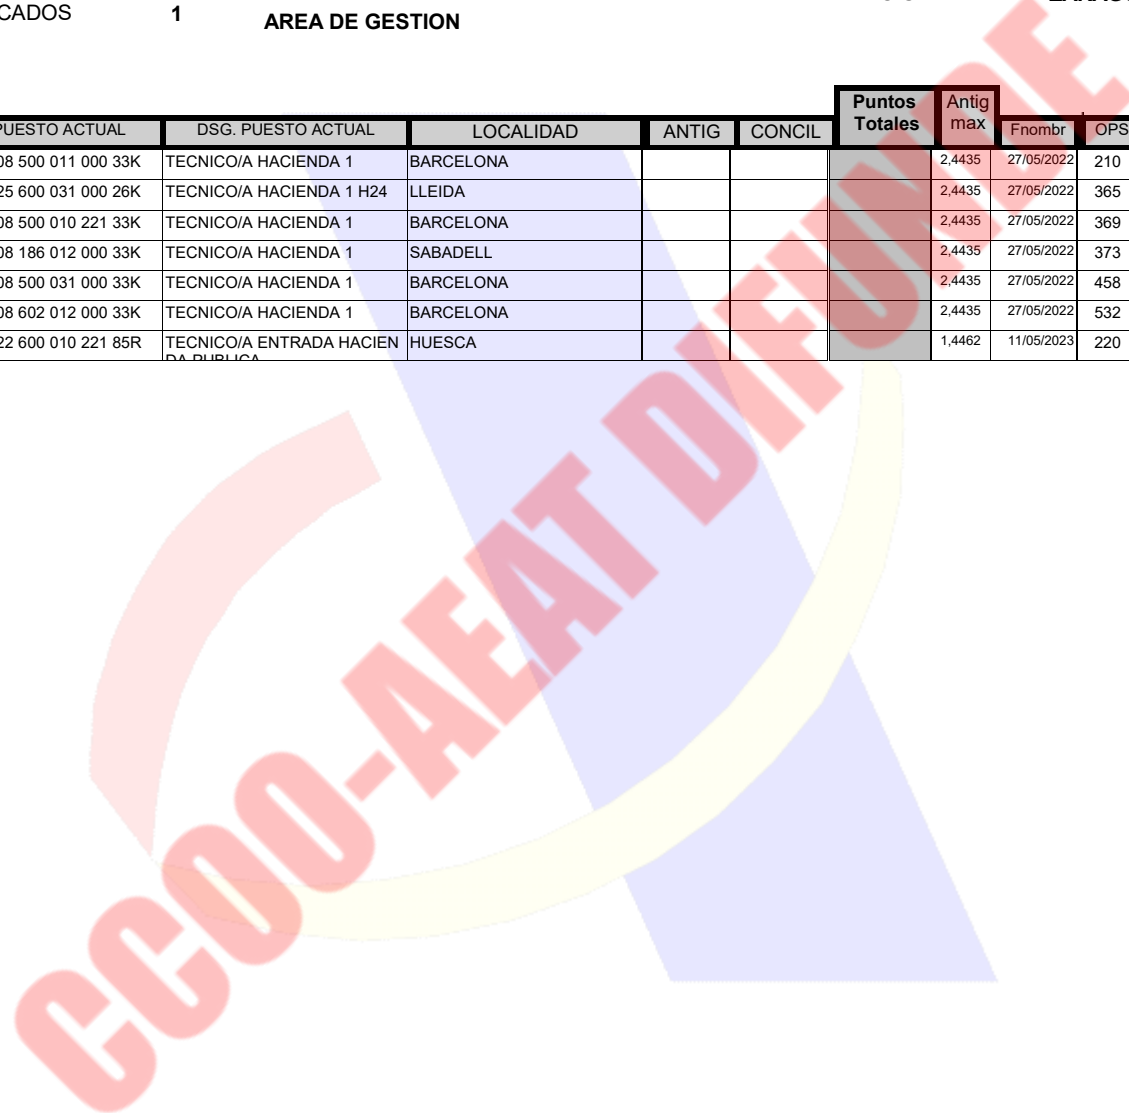 CADOS 1
AREA DE GESTION
PUESTO ACTUAL DSG. PUESTO ACTUAL LOCALIDAD ANTIG CONCIL Puntos Totales Antig max Fnombr OPS
08 500 011 000 33K TECNICO/A HACIENDA 1 BARCELONA 2,4435 27/05/2022 210
25 600 031 000 26K TECNICO/A HACIENDA 1 H24 LLEIDA 2,4435 27/05/2022 365
08 500 010 221 33K TECNICO/A HACIENDA 1 BARCELONA 2,4435 27/05/2022 369
08 186 012 000 33K TECNICO/A HACIENDA 1 SABADELL 2,4435 27/05/2022 373
08 500 031 000 33K TECNICO/A HACIENDA 1 BARCELONA 2,4435 27/05/2022 458
08 602 012 000 33K TECNICO/A HACIENDA 1 BARCELONA 2,4435 27/05/2022 532
22 600 010 221 85R TECNICO/A ENTRADA HACIEN HUESCA 1,4462 11/05/2023 220
DA PUBLICA
CCOO-AEAT DIFUNDE